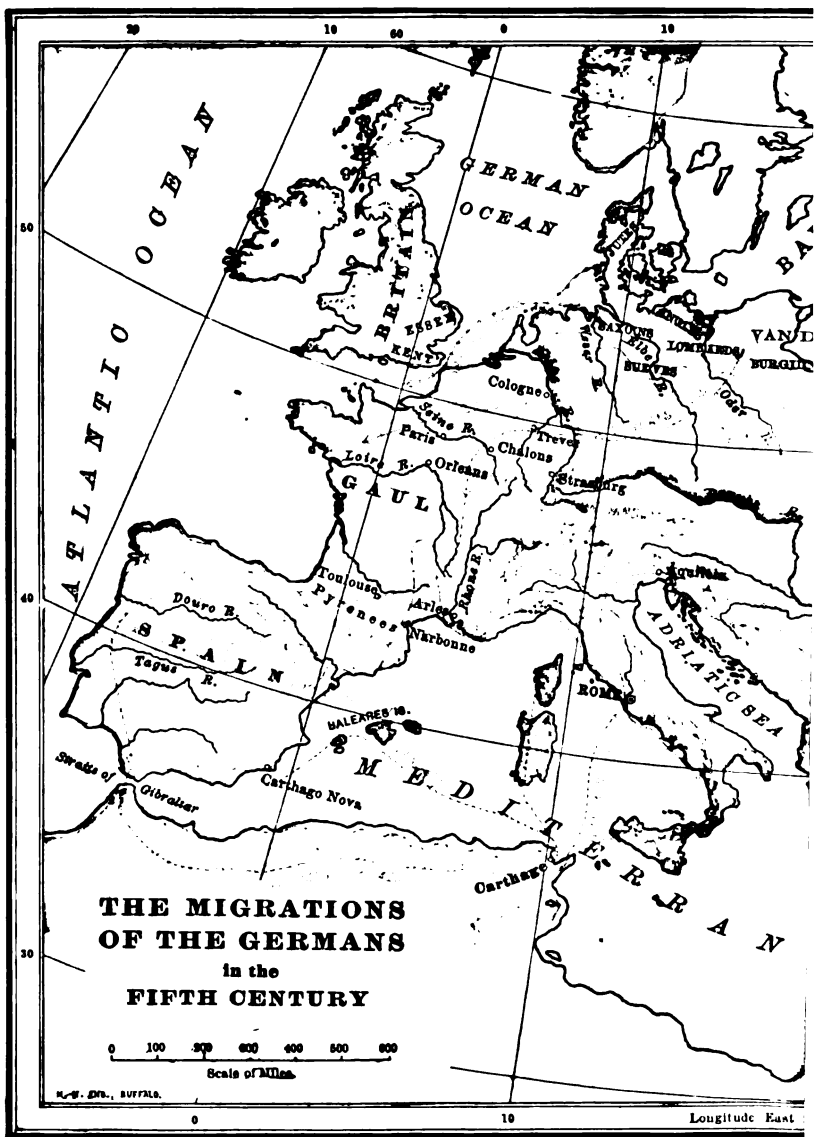 20
10
60
0
10
ATLANTIC OCEAN
GERMAN
OCEAN
50
BRITAIN
JUTES
ESSEX
KENT
SAXONS
LOMBARDS
SUEVES
Weser R.
Elbe R.
Oder
Cologne
Seine R.
Paris
Treves
Chalons
Loire R.
Orleans
Strasburg
GAUL
Danube R.
Toulouse
Pyrenees
Rhone R.
Arles
Narbonne
Aquileia
40
Douro R.
SPAIN
Tagus R.
ADRIATIC SEA
ROME
BALEARES IS.
Straits of
Gibraltar
Carthago Nova
MEDITERRAN
Carthage
THE MIGRATIONS
OF THE GERMANS
in the
FIFTH CENTURY
30
0 100 200 300 400 500 600
Scale of Miles.
BUFFALO.
0
10
Longitude East